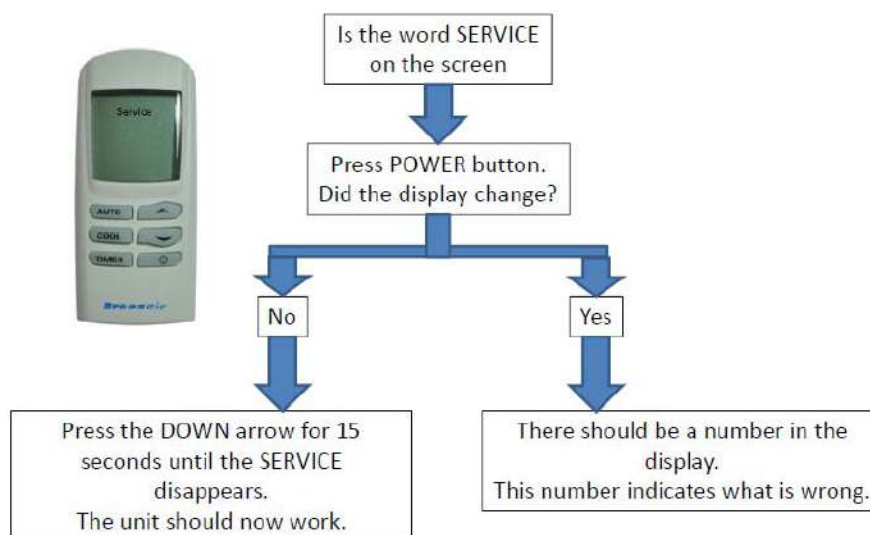 Is the word SERVICE
on the screen
Service
Press POWER button.
Did the display change?
AUTO
COOL
TIMER
Breezair
No
Yes
Press the DOWN arrow for 15
seconds until the SERVICE
disappears.
The unit should now work.
There should be a number in the
display.
This number indicates what is wrong.